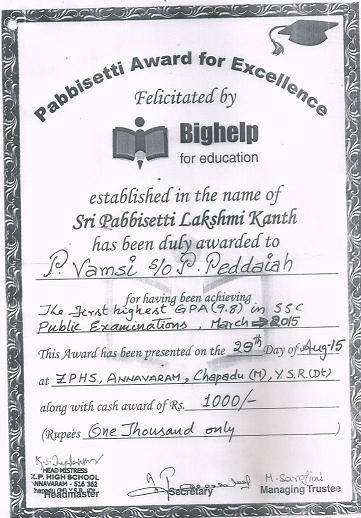 Pabbisetti Award for Excellence
Felicitated by
Bighelp
for education
established in the name of
Sri Pabbisetti Lakshmi Kanth
has been duly awarded to
P. Vamsi s/o P. Peddaiah
for having been achieving
The First highest GPA (9.8) in SSC
Public Examinations, March → 2015
This Award has been presented on the 29th Day of Aug-15
at ZPHS, ANNAVARAM, Chapadu (M), Y.S.R.(Dt)
along with cash award of Rs. 1000/-
(Rupees One Thousand only)
HEAD MISTRESS
Z.P. HIGH SCHOOL
ANNAVARAM - 516 362
Chapadu (M) Y.S.R. (Dt)
Headmaster
Secretary
M. Sarojini
Managing Trustee